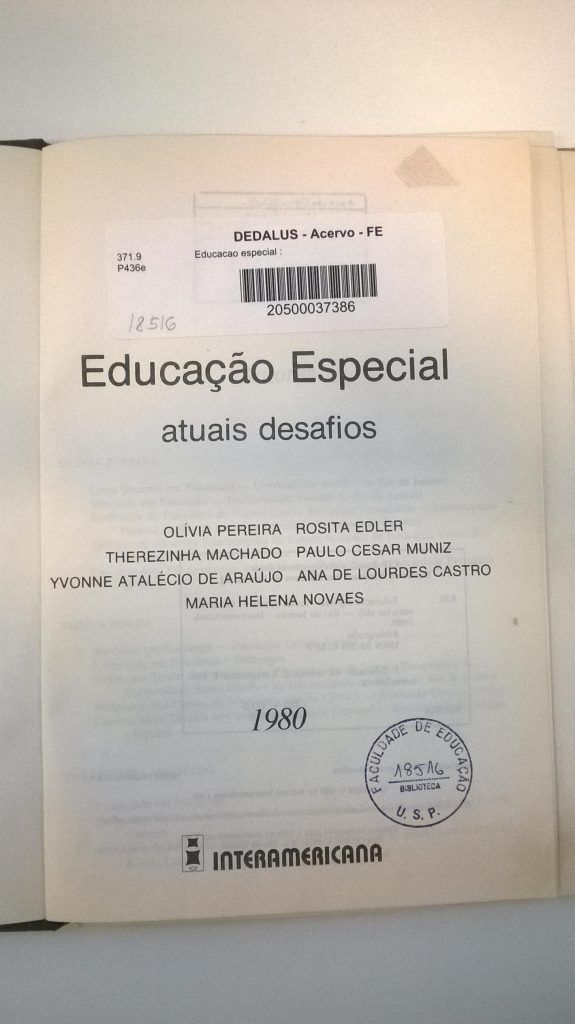 DEDALUS - Acervo - FE
371.9 Educacao especial :
P436e
20500037386
18516
Educação Especial
atuais desafios
OLÍVIA PEREIRA ROSITA EDLER
THEREZINHA MACHADO PAULO CESAR MUNIZ
YVONNE ATALÉCIO DE ARAÚJO ANA DE LOURDES CASTRO
MARIA HELENA NOVAES
1980
FACULDADE DE EDUCAÇÃO
18516
BIBLIOTECA
U.S.P.
INTERAMERICANA